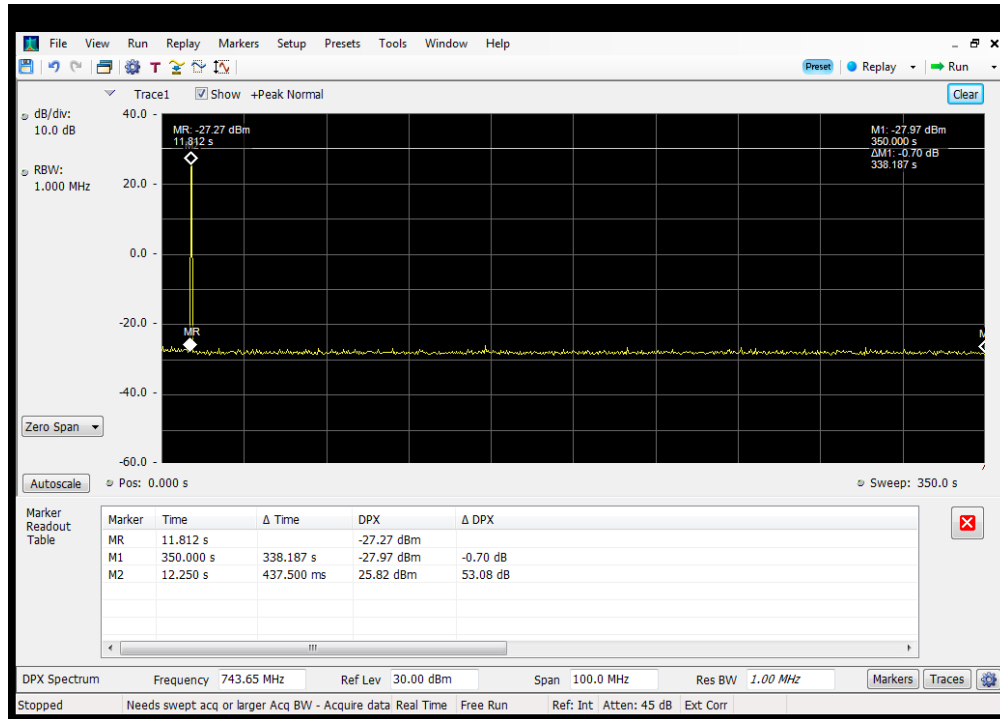 File View Run Replay Markers Setup Presets Tools Window Help
T Preset Replay Run
Trace1 Show +Peak Normal Clear
dB/div:
10.0 dB
RBW:
1.000 MHz
40.0
20.0
0.0
-20.0
-40.0
-60.0
MR: -27.27 dBm
11.812 s
M1: -27.97 dBm
350.000 s
ΔM1: -0.70 dB
338.187 s
MR
M
Zero Span
Autoscale Pos: 0.000 s Sweep: 350.0 s
Marker
Readout
Table
Marker Time Δ Time DPX Δ DPX
MR 11.812 s -27.27 dBm
M1 350.000 s 338.187 s -27.97 dBm -0.70 dB
M2 12.250 s 437.500 ms 25.82 dBm 53.08 dB
DPX Spectrum Frequency 743.65 MHz Ref Lev 30.00 dBm Span 100.0 MHz Res BW 1.00 MHz Markers Traces
Stopped Needs swept acq or larger Acq BW - Acquire data Real Time Free Run Ref: Int Atten: 45 dB Ext Corr